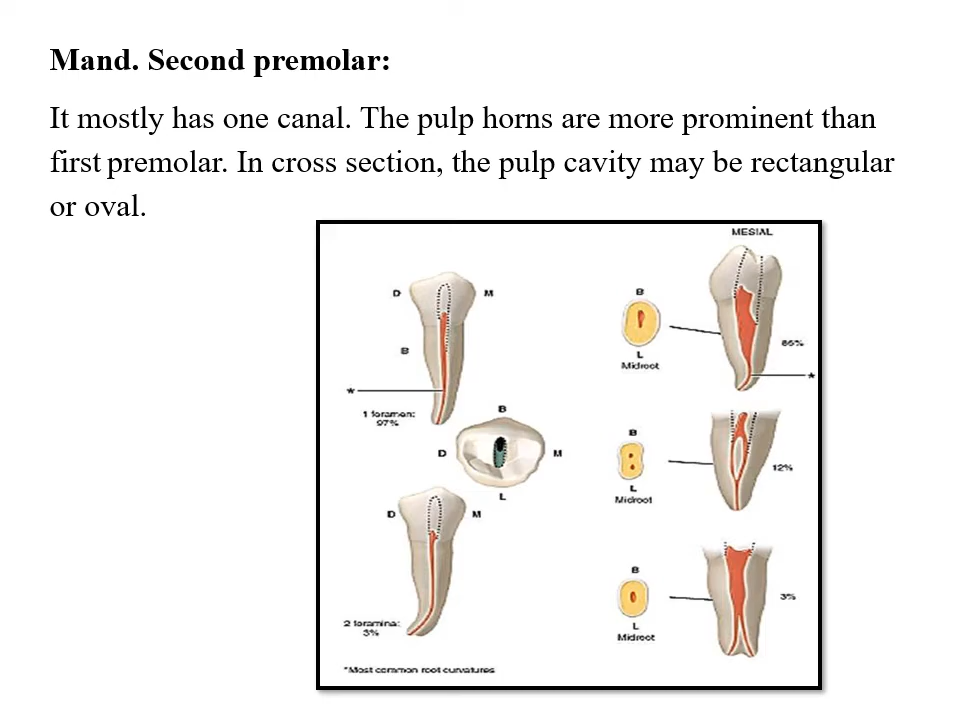 Mand. Second premolar:
It mostly has one canal. The pulp horns are more prominent than
first premolar. In cross section, the pulp cavity may be rectangular
or oval.
MESIAL
D
M
B
*
1 foramen:
97%
B
D
M
L
D
M
2 foramina:
3%
*Most common root curvatures
B
L
Midroot
85%
*
B
L
Midroot
12%
B
L
Midroot
3%